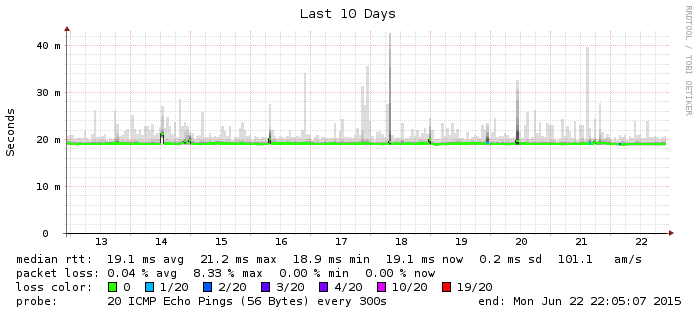 Last 10 Days
RRDTOOL / TOBI OETIKER
Seconds
40 m
30 m
20 m
10 m
0
13 14 15 16 17 18 19 20 21 22
median rtt: 19.1 ms avg 21.2 ms max 18.9 ms min 19.1 ms now 0.2 ms sd 101.1 am/s
packet loss: 0.04 % avg 8.33 % max 0.00 % min 0.00 % now
loss color: 0 1/20 2/20 3/20 4/20 10/20 19/20
probe: 20 ICMP Echo Pings (56 Bytes) every 300s end: Mon Jun 22 22:05:07 2015